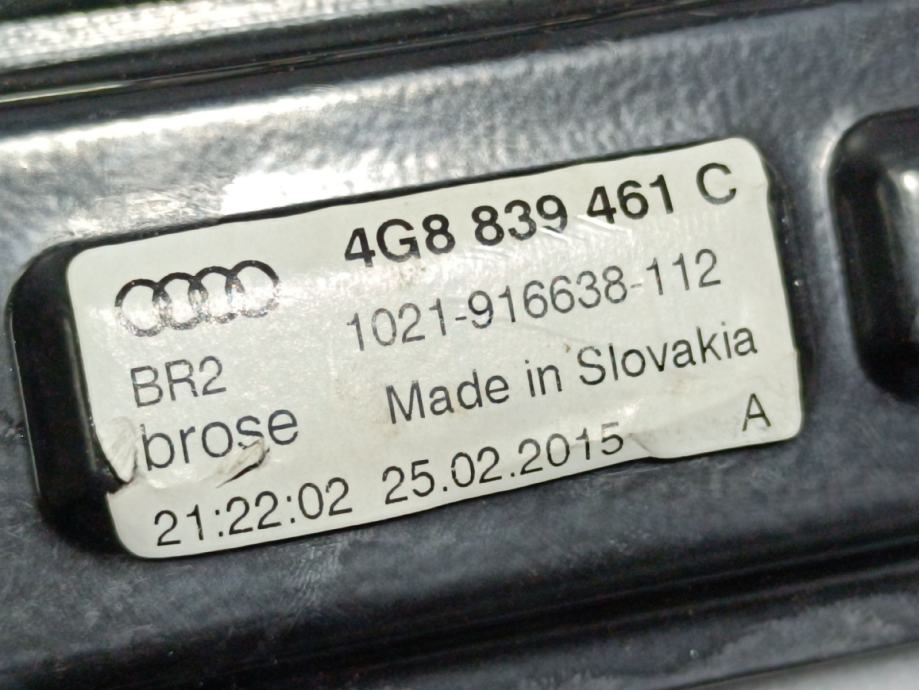 4G8 839 461 C
1021-916638-112
BR2
Made in Slovakia
brose
A
21:22:02 25.02.2015